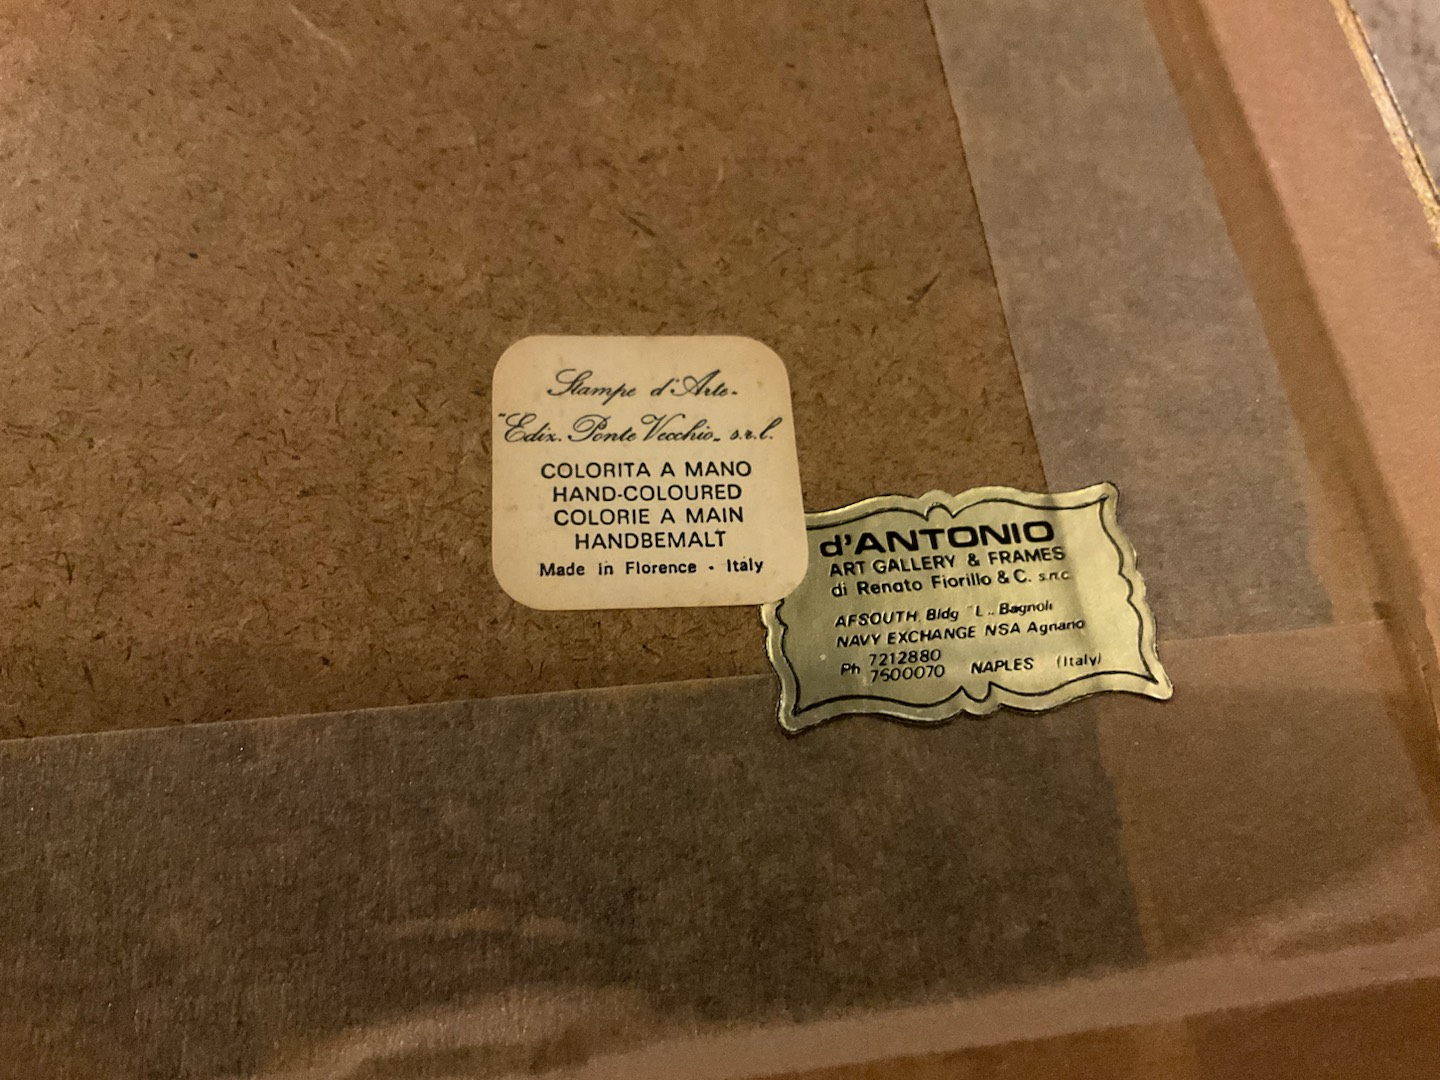 Stampe d'Arte.
"Ediz. Ponte Vecchio„ s.r.l.
COLORITA A MANO
HAND-COLOURED
COLORIE A MAIN
HANDBEMALT
Made in Florence - Italy
d'ANTONIO
ART GALLERY & FRAMES
di Renato Fiorillo & C. s.n.c.
AFSOUTH, Bldg "L„ Bagnoli
NAVY EXCHANGE NSA Agnano
Ph 7212880
7500070 NAPLES (Italy)